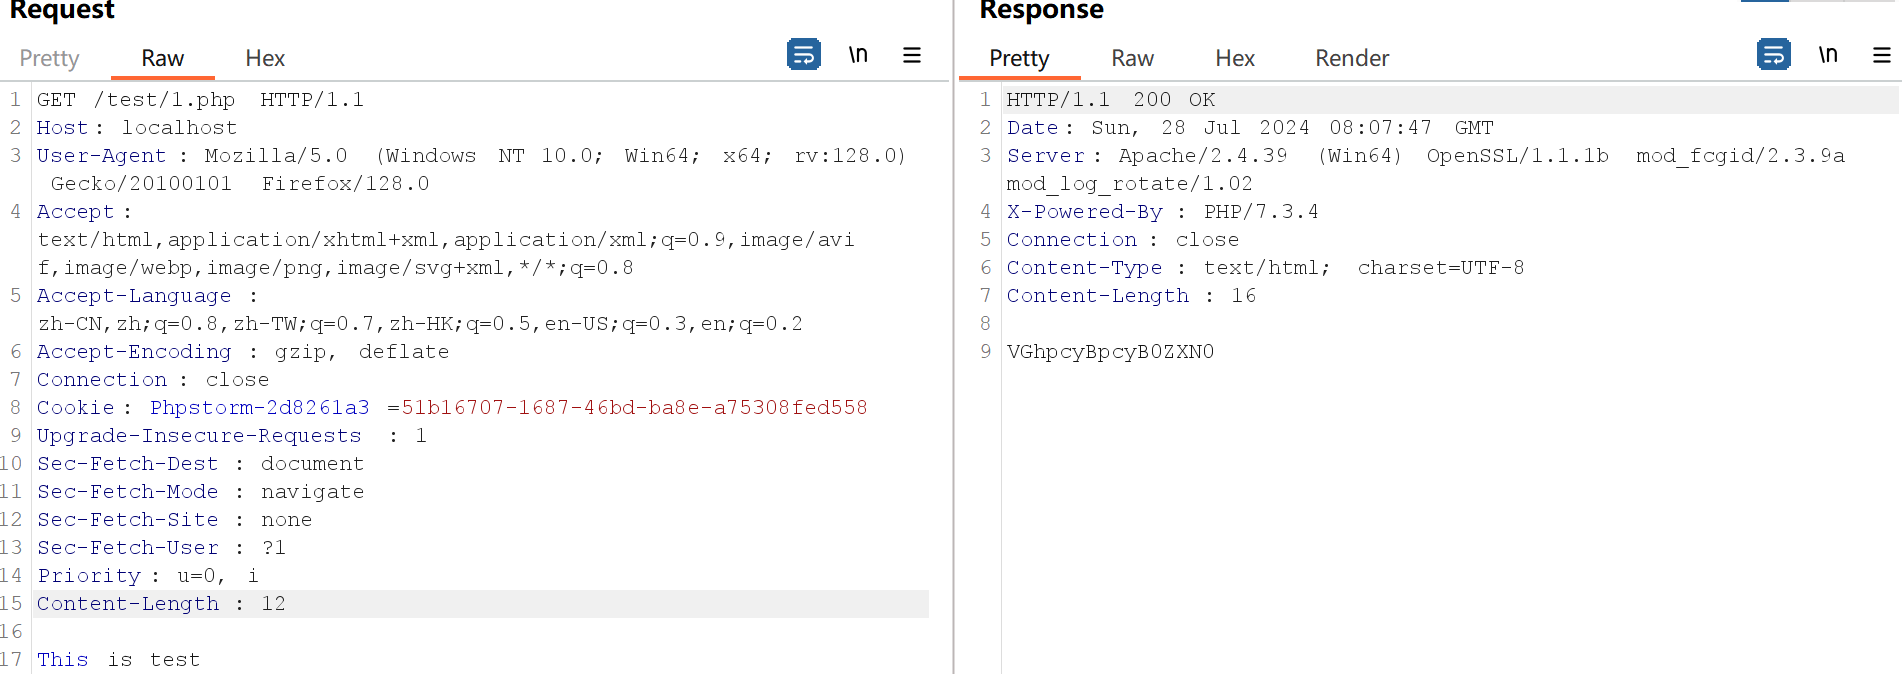 Request
Pretty Raw Hex \n
1 GET /test/1.php HTTP/1.1
2 Host: localhost
3 User-Agent : Mozilla/5.0 (Windows NT 10.0; Win64; x64; rv:128.0)
Gecko/20100101 Firefox/128.0
4 Accept :
text/html,application/xhtml+xml,application/xml;q=0.9,image/avi
f,image/webp,image/png,image/svg+xml,*/*;q=0.8
5 Accept-Language :
zh-CN,zh;q=0.8,zh-TW;q=0.7,zh-HK;q=0.5,en-US;q=0.3,en;q=0.2
6 Accept-Encoding : gzip, deflate
7 Connection : close
8 Cookie : Phpstorm-2d8261a3 =51b16707-1687-46bd-ba8e-a75308fed558
9 Upgrade-Insecure-Requests : 1
10 Sec-Fetch-Dest : document
11 Sec-Fetch-Mode : navigate
12 Sec-Fetch-Site : none
13 Sec-Fetch-User : ?1
14 Priority : u=0, i
15 Content-Length : 12
16
17 This is test
Response
Pretty Raw Hex Render \n
1 HTTP/1.1 200 OK
2 Date : Sun, 28 Jul 2024 08:07:47 GMT
3 Server : Apache/2.4.39 (Win64) OpenSSL/1.1.1b mod_fcgid/2.3.9a
mod_log_rotate/1.02
4 X-Powered-By : PHP/7.3.4
5 Connection : close
6 Content-Type : text/html; charset=UTF-8
7 Content-Length : 16
8
9 VGhpcyBpcyB0ZXN0